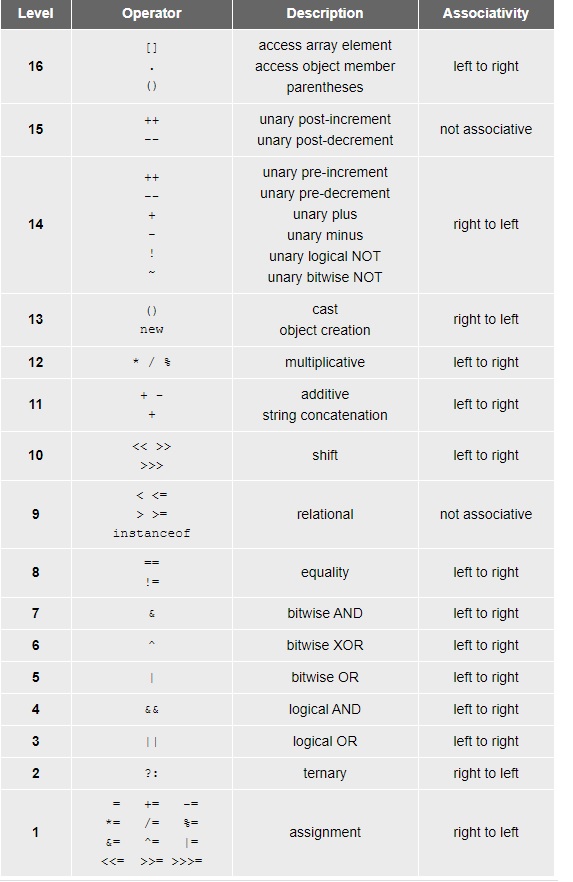 Level Operator Description Associativity
16 [] access array element left to right
. access object member
() parentheses
15 ++ unary post-increment not associative
-- unary post-decrement
14 ++ unary pre-increment right to left
-- unary pre-decrement
+ unary plus
- unary minus
! unary logical NOT
~ unary bitwise NOT
13 () cast right to left
new object creation
12 * / % multiplicative left to right
11 + - additive left to right
+ string concatenation
10 << >> shift left to right
>>>
9 < <= relational not associative
> >=
instanceof
8 == equality left to right
!=
7 & bitwise AND left to right
6 ^ bitwise XOR left to right
5 | bitwise OR left to right
4 && logical AND left to right
3 || logical OR left to right
2 ?: ternary right to left
1 = += -= assignment right to left
*= /= %=
&= ^= |=
<<= >>= >>>=